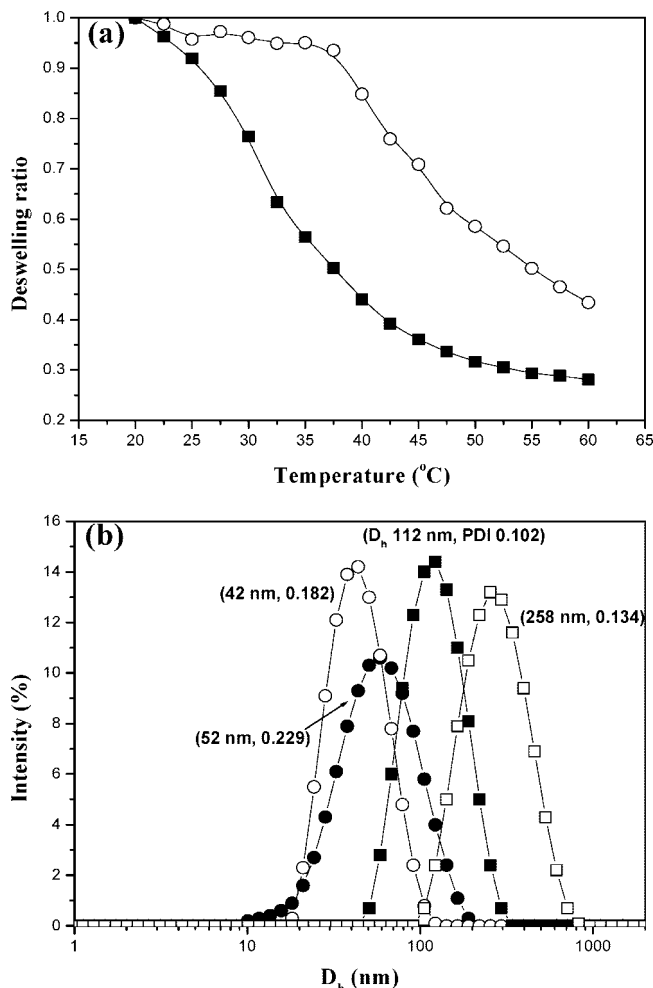 (a)
1.0
0.9
0.8
0.7
0.6
0.5
0.4
0.3
0.2
Deswelling ratio
15 20 25 30 35 40 45 50 55 60 65
Temperature (°C)
(b)
16
14
12
10
8
6
4
2
0
Intensity (%)
(Dₕ 112 nm, PDI 0.102)
(42 nm, 0.182)
(258 nm, 0.134)
(52 nm, 0.229)
1 10 100 1000
Dₕ (nm)